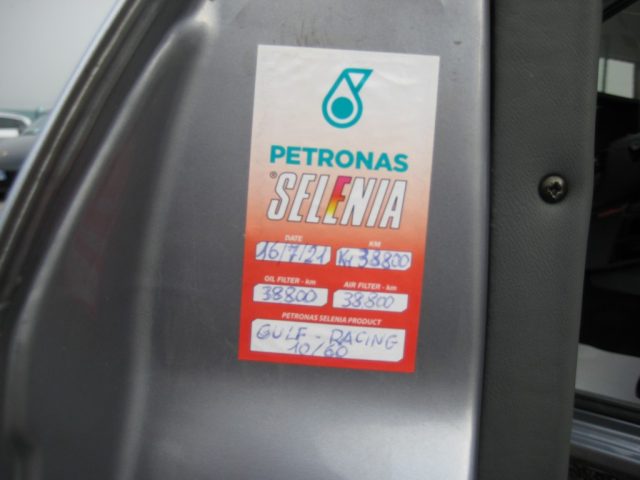 PETRONAS
SELENIA
DATE KM
16/7/21 Km 38800
OIL FILTER - km AIR FILTER - km
38800 38800
PETRONAS SELENIA PRODUCT
GULF - RACING
10/60